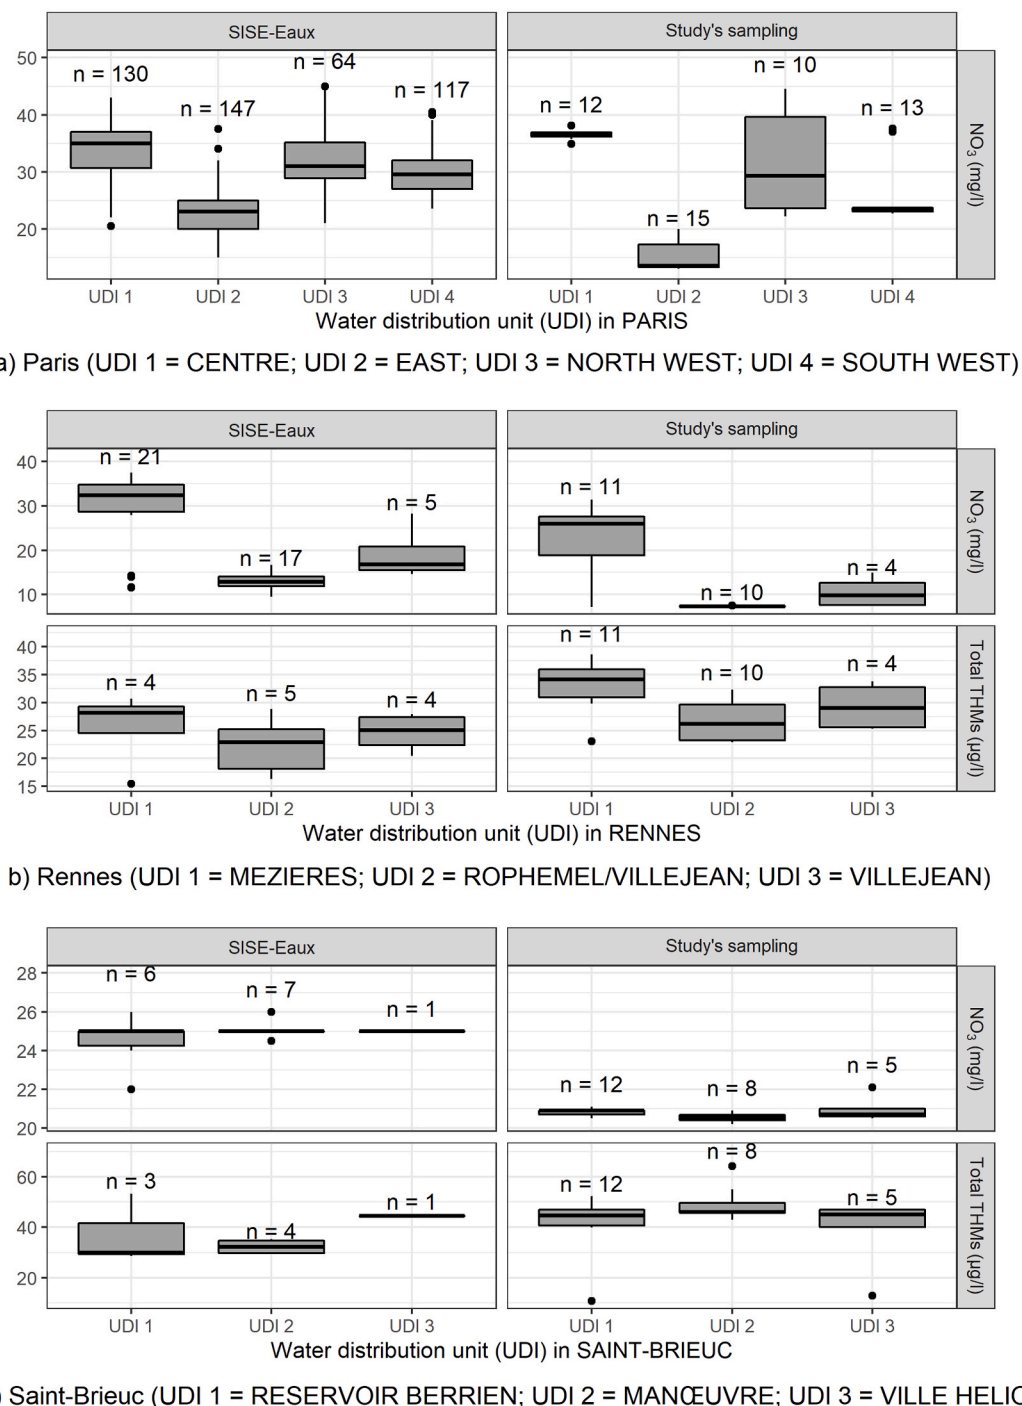 SISE-Eaux Study's sampling
50
40
30
20
n = 130
n = 147
n = 64
n = 117
n = 12
n = 15
n = 10
n = 13
NO₃ (mg/l)
UDI 1 UDI 2 UDI 3 UDI 4 UDI 1 UDI 2 UDI 3 UDI 4
Water distribution unit (UDI) in PARIS
a) Paris (UDI 1 = CENTRE; UDI 2 = EAST; UDI 3 = NORTH WEST; UDI 4 = SOUTH WEST)
SISE-Eaux Study's sampling
40
30
20
10
n = 21
n = 17
n = 5
n = 11
n = 10
n = 4
NO₃ (mg/l)
40
35
30
25
20
15
n = 4
n = 5
n = 4
n = 11
n = 10
n = 4
Total THMs (µg/l)
UDI 1 UDI 2 UDI 3 UDI 1 UDI 2 UDI 3
Water distribution unit (UDI) in RENNES
b) Rennes (UDI 1 = MEZIERES; UDI 2 = ROPHEMEL/VILLEJEAN; UDI 3 = VILLEJEAN)
SISE-Eaux Study's sampling
28
26
24
22
20
n = 6
n = 7
n = 1
n = 12
n = 8
n = 5
NO₃ (mg/l)
60
40
20
n = 3
n = 4
n = 1
n = 12
n = 8
n = 5
Total THMs (µg/l)
UDI 1 UDI 2 UDI 3 UDI 1 UDI 2 UDI 3
Water distribution unit (UDI) in SAINT-BRIEUC
) Saint-Brieuc (UDI 1 = RESERVOIR BERRIEN; UDI 2 = MANŒUVRE; UDI 3 = VILLE